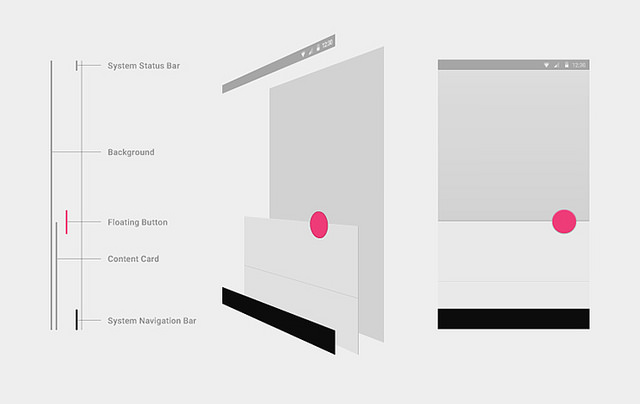 System Status Bar
Background
Floating Button
Content Card
System Navigation Bar
12:30
12:30